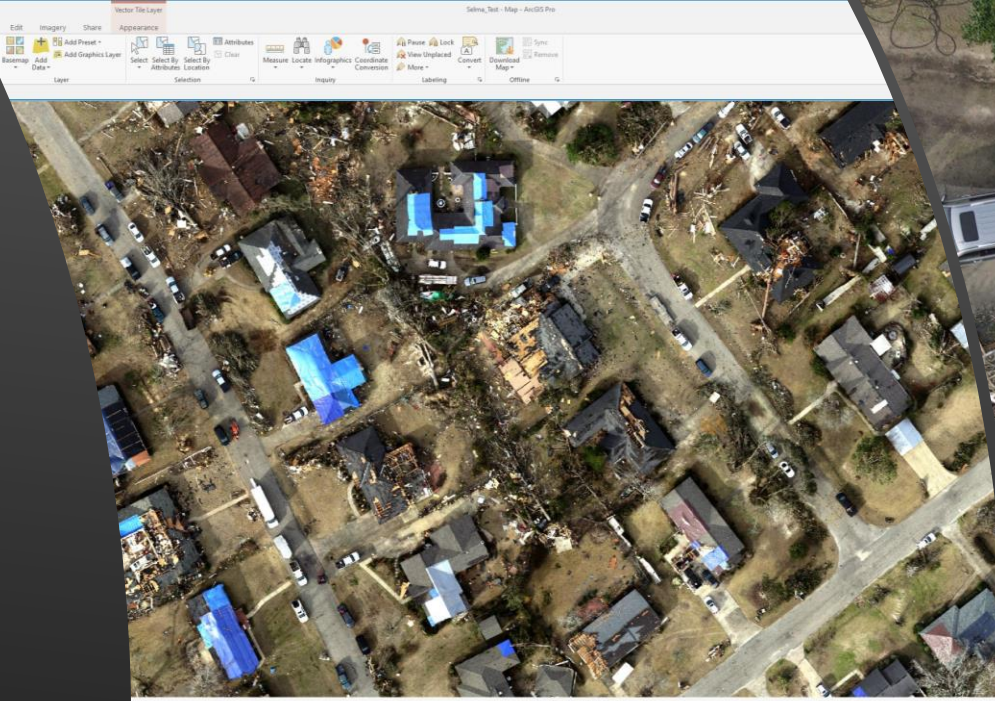 Vector Tile Layer
Selma_Test - Map - ArcGIS Pro
Edit Imagery Share Appearance
Basemap
Add Data
Add Preset
Add Graphics Layer
Layer
Select
Select By Attributes
Select By Location
Attributes
Clear
Selection
Measure
Locate
Infographics
Coordinate Conversion
Inquiry
Pause Lock
View Unplaced
More
Convert
Labeling
Download Map
Sync
Remove
Offline